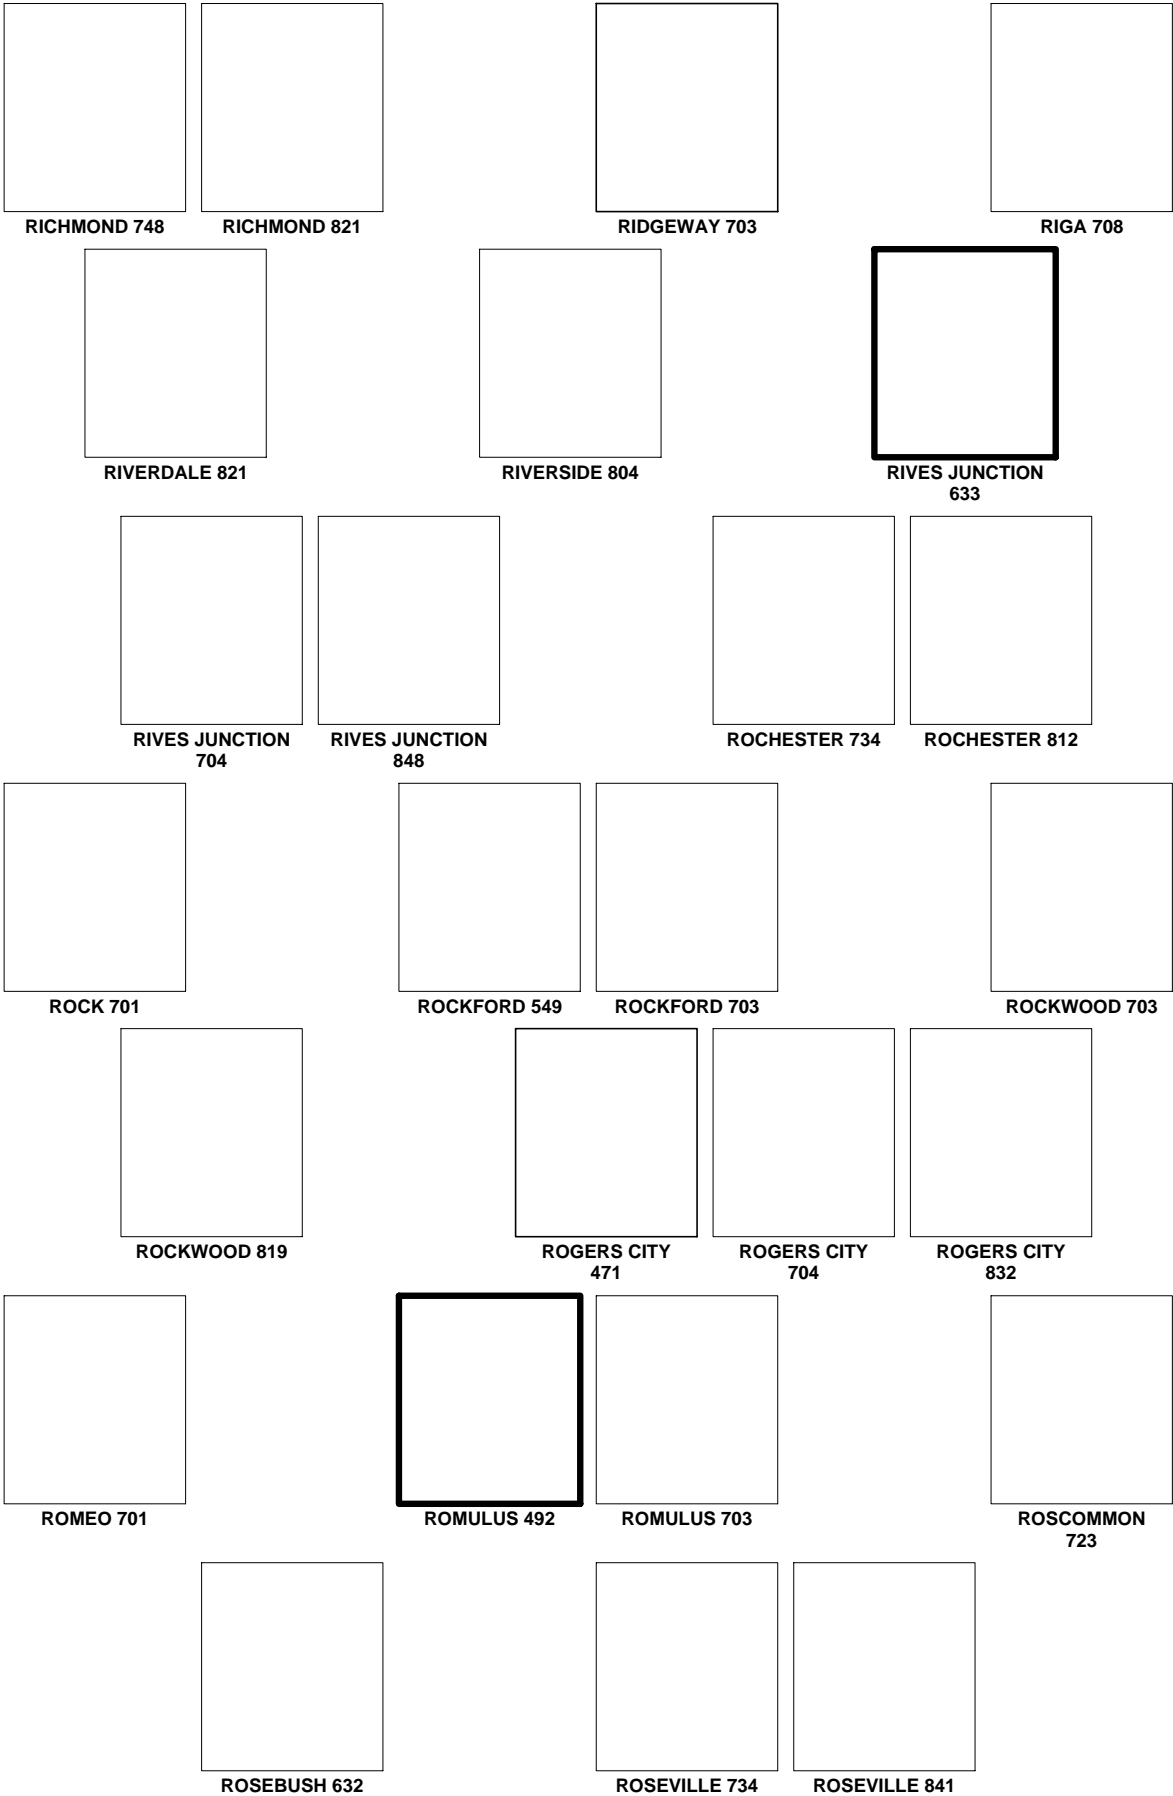 RICHMOND 748
RICHMOND 821
RIDGEWAY 703
RIGA 708
RIVERDALE 821
RIVERSIDE 804
RIVES JUNCTION
633
RIVES JUNCTION
704
RIVES JUNCTION
848
ROCHESTER 734
ROCHESTER 812
ROCK 701
ROCKFORD 549
ROCKFORD 703
ROCKWOOD 703
ROCKWOOD 819
ROGERS CITY
471
ROGERS CITY
704
ROGERS CITY
832
ROMEO 701
ROMULUS 492
ROMULUS 703
ROSCOMMON
723
ROSEBUSH 632
ROSEVILLE 734
ROSEVILLE 841